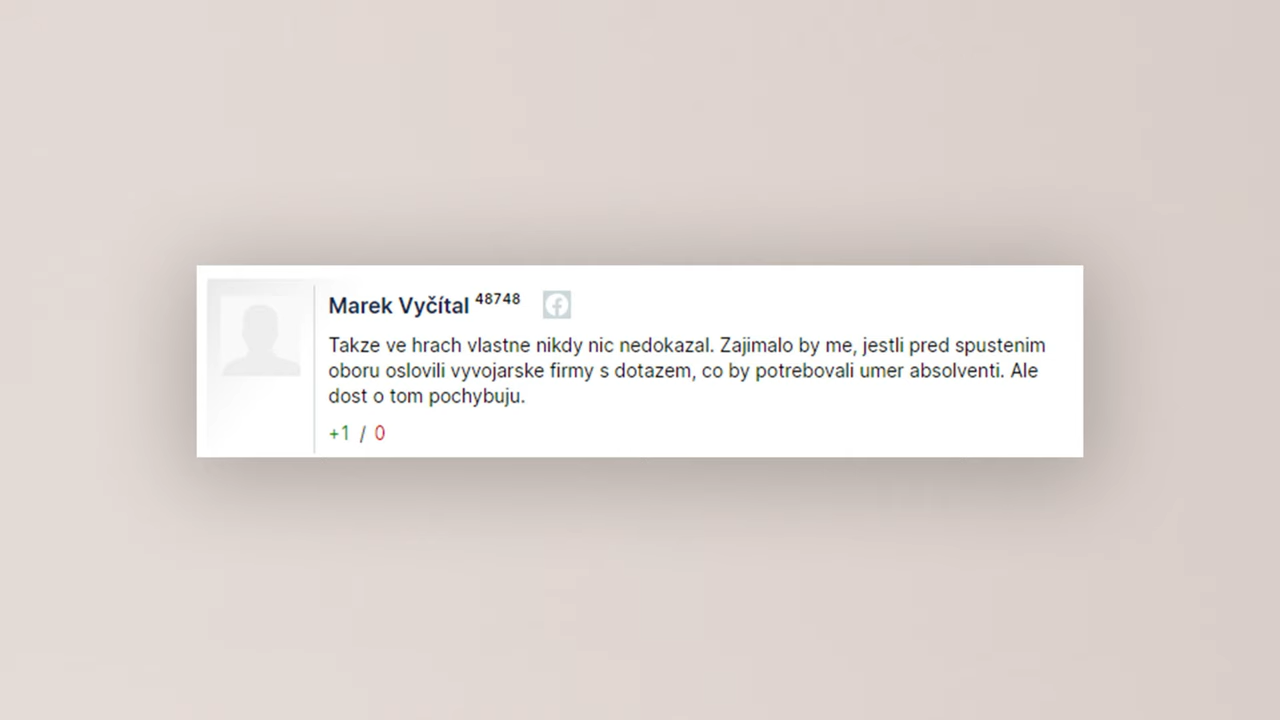 Marek Vyčítal 48748
Takze ve hrach vlastne nikdy nic nedokazal. Zajimalo by me, jestli pred spustenim
oboru oslovili vyvojarske firmy s dotazem, co by potrebovali umer absolventi. Ale
dost o tom pochybuju.
+1 / 0